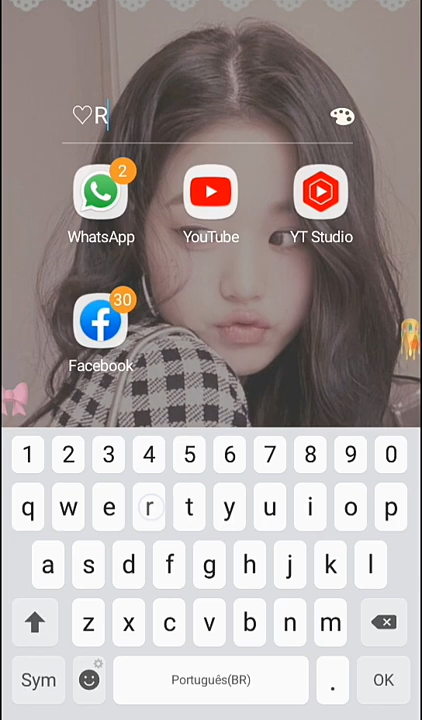 ♡R
2
WhatsApp YouTube YT Studio
30
Facebook
1 2 3 4 5 6 7 8 9 0
q w e r t y u i o p
a s d f g h j k l
z x c v b n m
Sym Português(BR) . OK